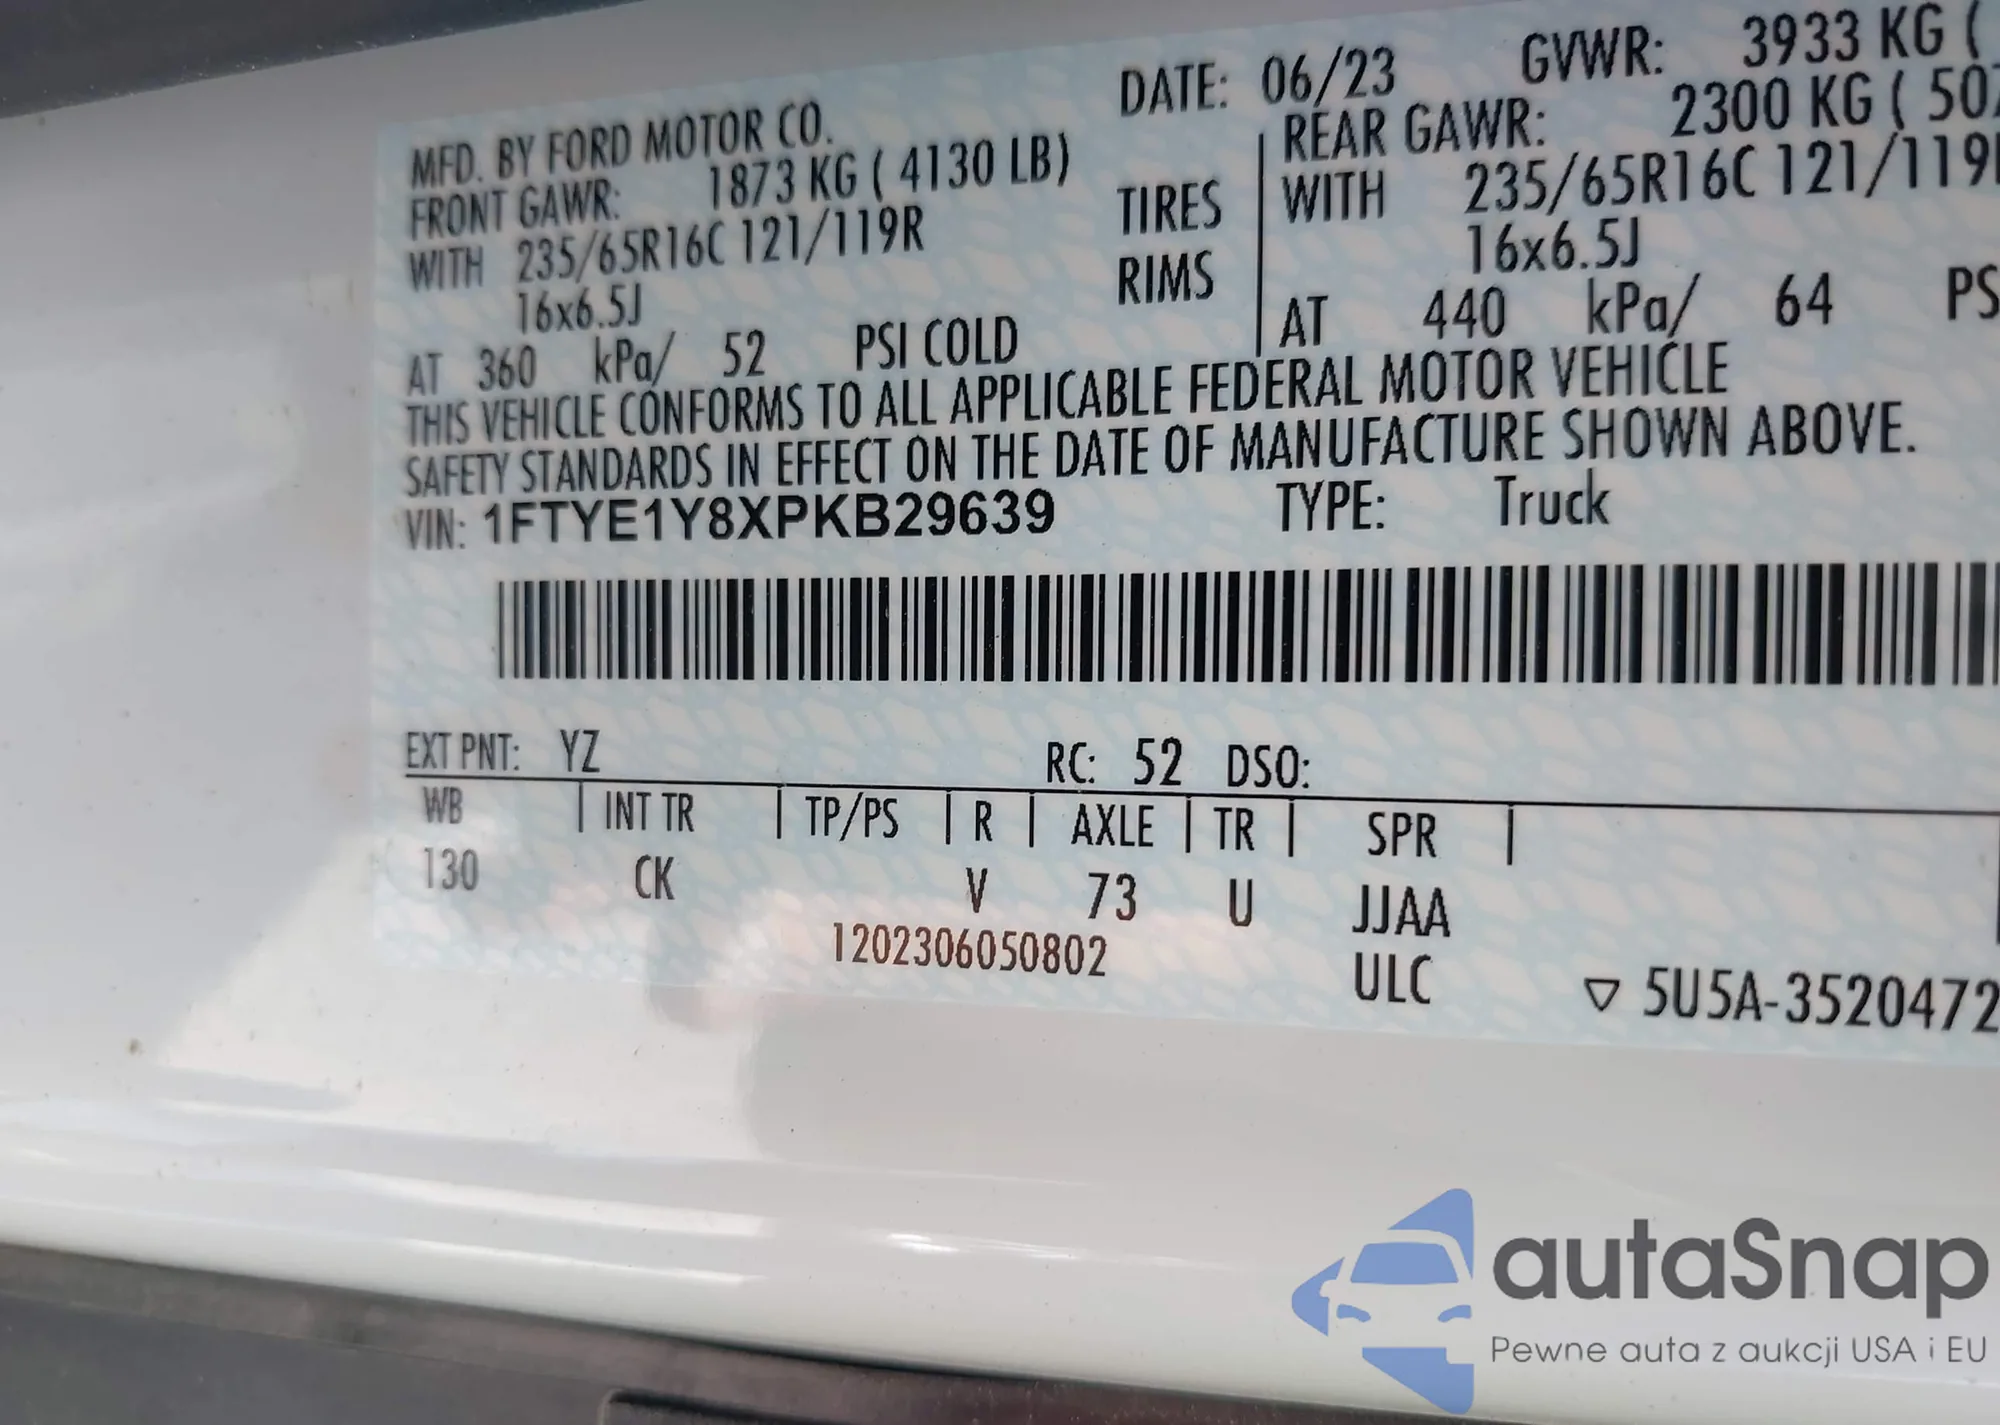 DATE: 06/23 GVWR: 3933 KG (
MFD. BY FORD MOTOR CO.
FRONT GAWR: 1873 KG ( 4130 LB) REAR GAWR: 2300 KG (
WITH 235/65R16C 121/119R TIRES WITH 235/65R16C 121/119
16x6.5J RIMS 16x6.5J
AT 360 kPa/ 52 PSI COLD AT 440 kPa/ 64 PS
THIS VEHICLE CONFORMS TO ALL APPLICABLE FEDERAL MOTOR VEHICLE
SAFETY STANDARDS IN EFFECT ON THE DATE OF MANUFACTURE SHOWN ABOVE.
VIN: 1FTYE1Y8XPKB29639 TYPE: Truck
EXT PNT: YZ RC: 52 DSO:
WB | INT TR | TP/PS | R | AXLE | TR | SPR |
130 CK V 73 U JJAA
1202306050802 ULC
▽ 5U5A-3520472
autaSnap
Pewne auta z aukcji USA i EU